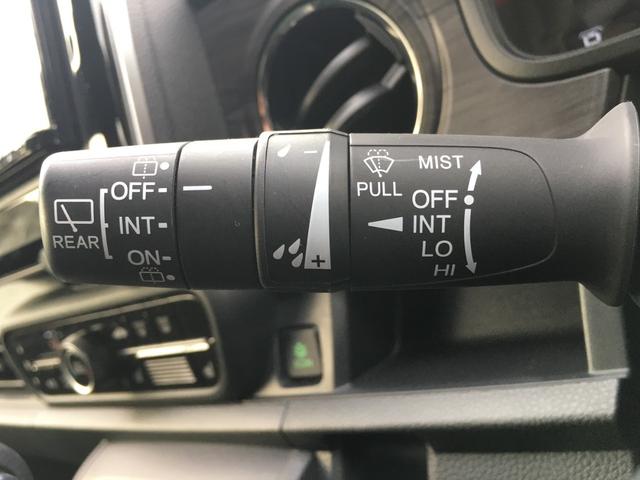 OFF
INT
ON
REAR
−
+
MIST
PULL
OFF
INT
LO
HI